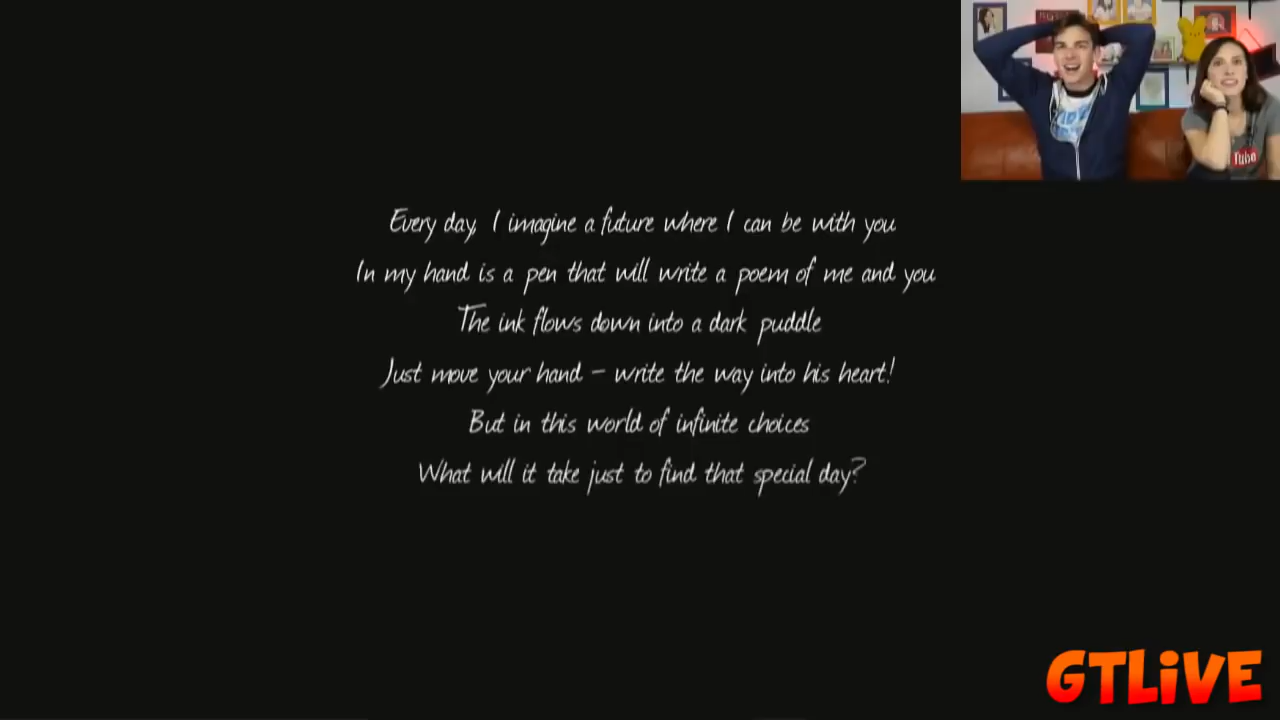 Every day, I imagine a future where I can be with you
In my hand is a pen that will write a poem of me and you
The ink flows down into a dark puddle
Just move your hand – write the way into his heart!
But in this world of infinite choices
What will it take just to find that special day?
Tube
GTLiVE